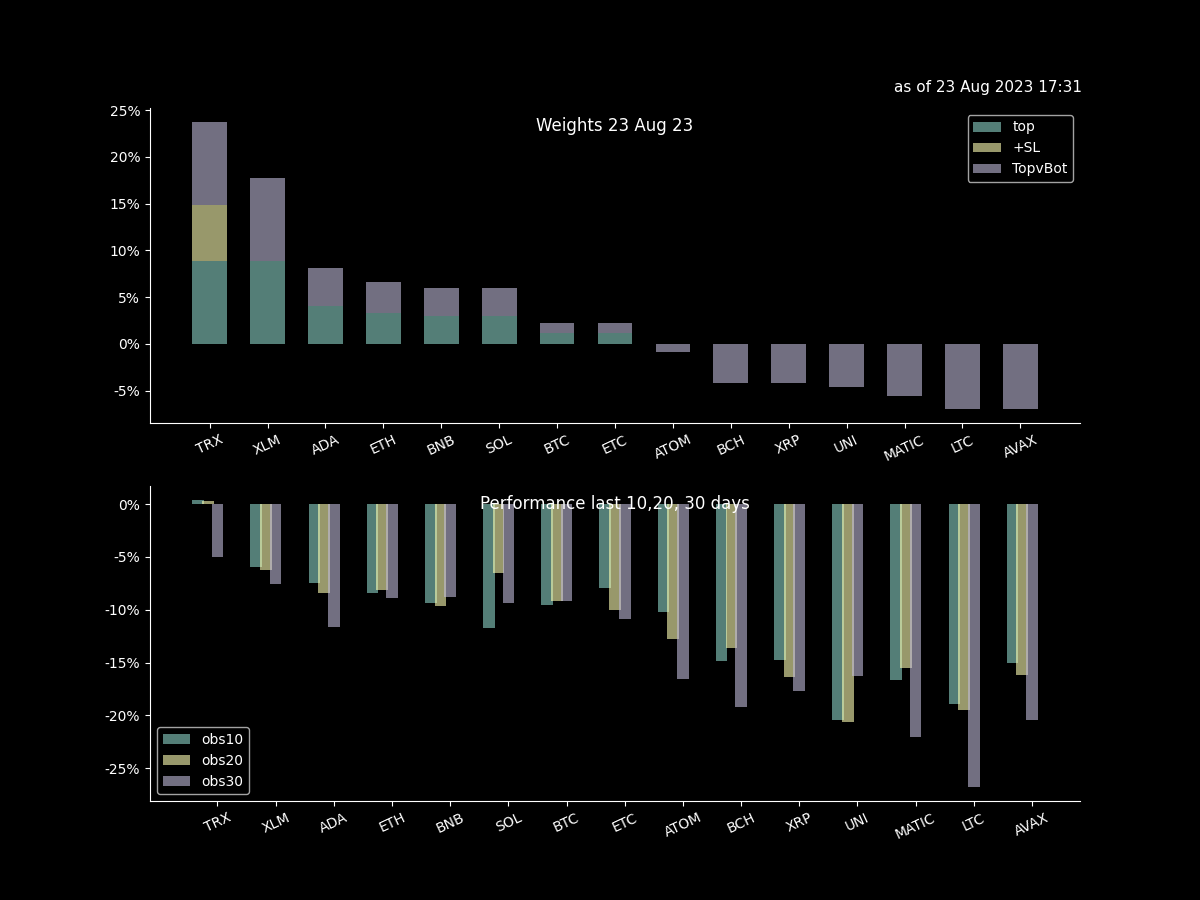 as of 23 Aug 2023 17:31
Weights 23 Aug 23
25%
20%
15%
10%
5%
0%
-5%
top
+SL
TopvBot
TRX XLM ADA ETH BNB SOL BTC ETC ATOM BCH XRP UNI MATIC LTC AVAX
Performance last 10,20, 30 days
0%
-5%
-10%
-15%
-20%
-25%
obs10
obs20
obs30
TRX XLM ADA ETH BNB SOL BTC ETC ATOM BCH XRP UNI MATIC LTC AVAX